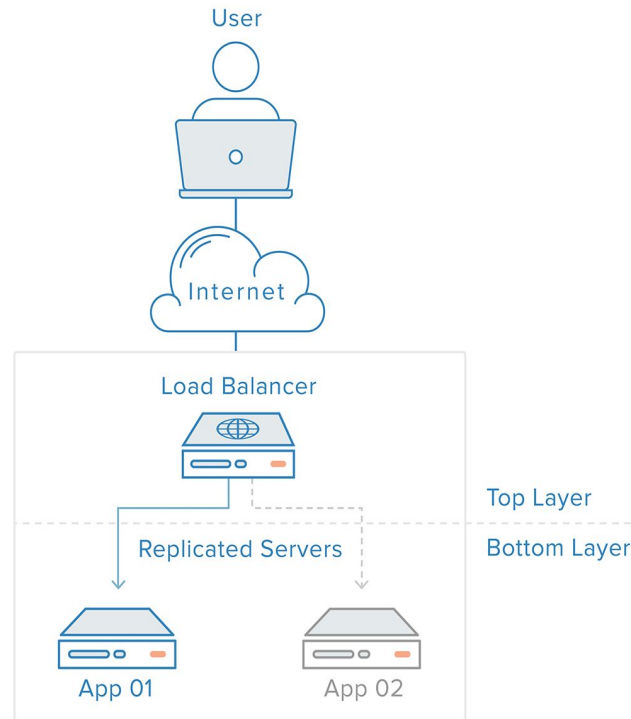 User
Internet
Load Balancer
Top Layer
Replicated Servers
Bottom Layer
App 01
App 02